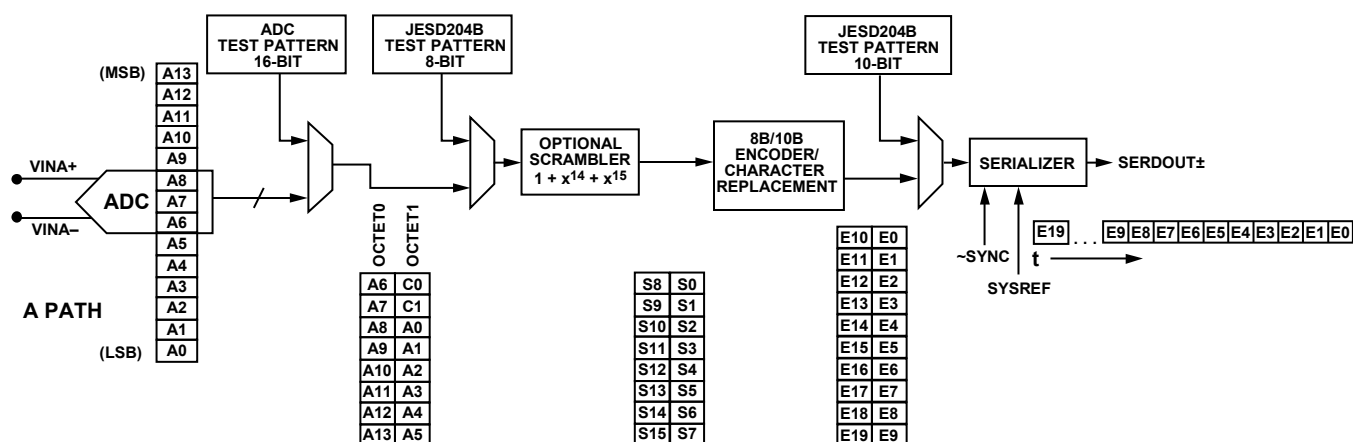 ADC
TEST PATTERN
16-BIT
JESD204B
TEST PATTERN
8-BIT
JESD204B
TEST PATTERN
10-BIT
(MSB)
A13
A12
A11
A10
A9
A8
A7
A6
A5
A4
A3
A2
A1
A0
(LSB)
VINA+
VINA–
ADC
A PATH
OPTIONAL
SCRAMBLER
1 + x14 + x15
8B/10B
ENCODER/
CHARACTER
REPLACEMENT
SERIALIZER
SERDOUT±
~SYNC
SYSREF
E19 . . . E9 E8 E7 E6 E5 E4 E3 E2 E1 E0
t
OCTET0
OCTET1
A6 C0
A7 C1
A8 A0
A9 A1
A10 A2
A11 A3
A12 A4
A13 A5
S8 S0
S9 S1
S10 S2
S11 S3
S12 S4
S13 S5
S14 S6
S15 S7
E10 E0
E11 E1
E12 E2
E13 E3
E14 E4
E15 E5
E16 E6
E17 E7
E18 E8
E19 E9